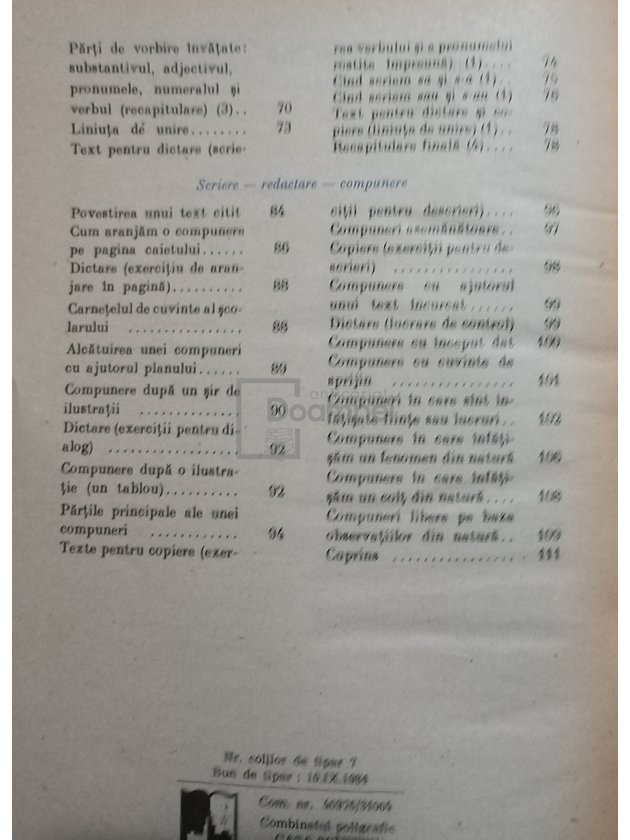 Părţi de vorbire învăţate:
substantivul, adjectivul,
pronumele, numeralul şi
verbul (recapitulare) (3).. 70
Liniuţa de unire........ 73
Text pentru dictare (scrie-
rea verbului şi a pronumelui
rostite împreună) (4).... 74
Cînd scriem sa şi s-a (4).. 75
Cînd scriem sau şi s-au (4) 76
Text pentru dictare şi co-
piere (liniuţa de unire) (4).. 78
Recapitulare finală (4).... 78
Scriere — redactare — compunere
Povestirea unui text citit 84
Cum aranjăm o compunere
pe pagina caietului...... 86
Dictare (exerciţiu de aran-
jare în pagină).......... 88
Carneţelul de cuvinte al şco-
larului ............... 88
Alcătuirea unei compuneri
cu ajutorul planului...... 89
Compunere după un şir de
ilustraţii ............. 90
Dictare (exerciţii pentru di-
alog) ................. 92
Compunere după o ilustra-
ţie (un tablou).......... 92
Părţile principale ale unei
compuneri ............ 94
Texte pentru copiere (exer-
ciţii pentru descrieri).... 96
Compuneri asemănătoare.. 97
Copiere (exerciţii pentru de-
scrieri) ............... 98
Compunere cu ajutorul
unui text încurcat...... 99
Dictare (lucrare de control) 99
Compunere cu început dat 100
Compunere cu cuvinte de
sprijin ............... 101
Compuneri în care sînt în-
făţişate fiinţe sau lucruri.. 102
Compunere în care înfăţi-
şăm un fenomen din natură 106
Compunere în care înfăţi-
şăm un colţ din natură.... 108
Compuneri libere pe baza
observaţiilor din natură.. 109
Cuprins ............... 111
Nr. colilor de tipar 7
Bun de tipar: 15.IX.1984
Com. nr.
Combinatul poligrafic